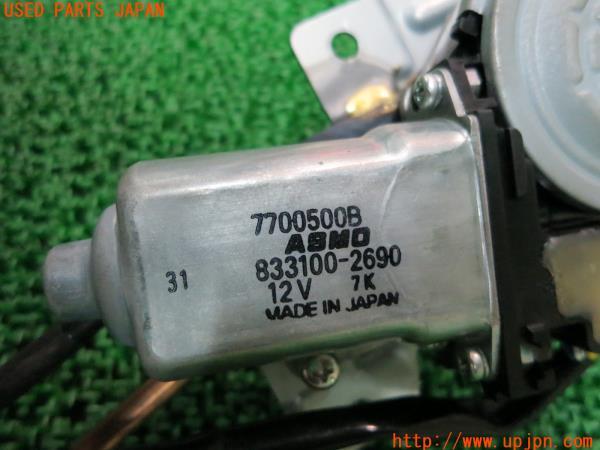 USED PARTS JAPAN
7700500B
ASMO
833100-2690
31
12V 7K
MADE IN JAPAN
http://www.upjpn.com/